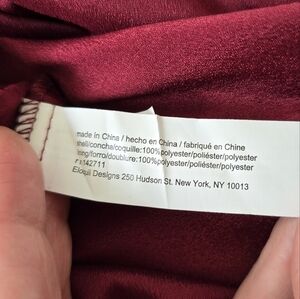 made in China / hecho en China / fabriqué en Chine
shell/concha/coquille:100%polyester/poliéster/polyester
lining/forro/doublure:100%polyester/poliéster/polyester
Eloquii Designs 250 Hudson St. New York, NY 10013